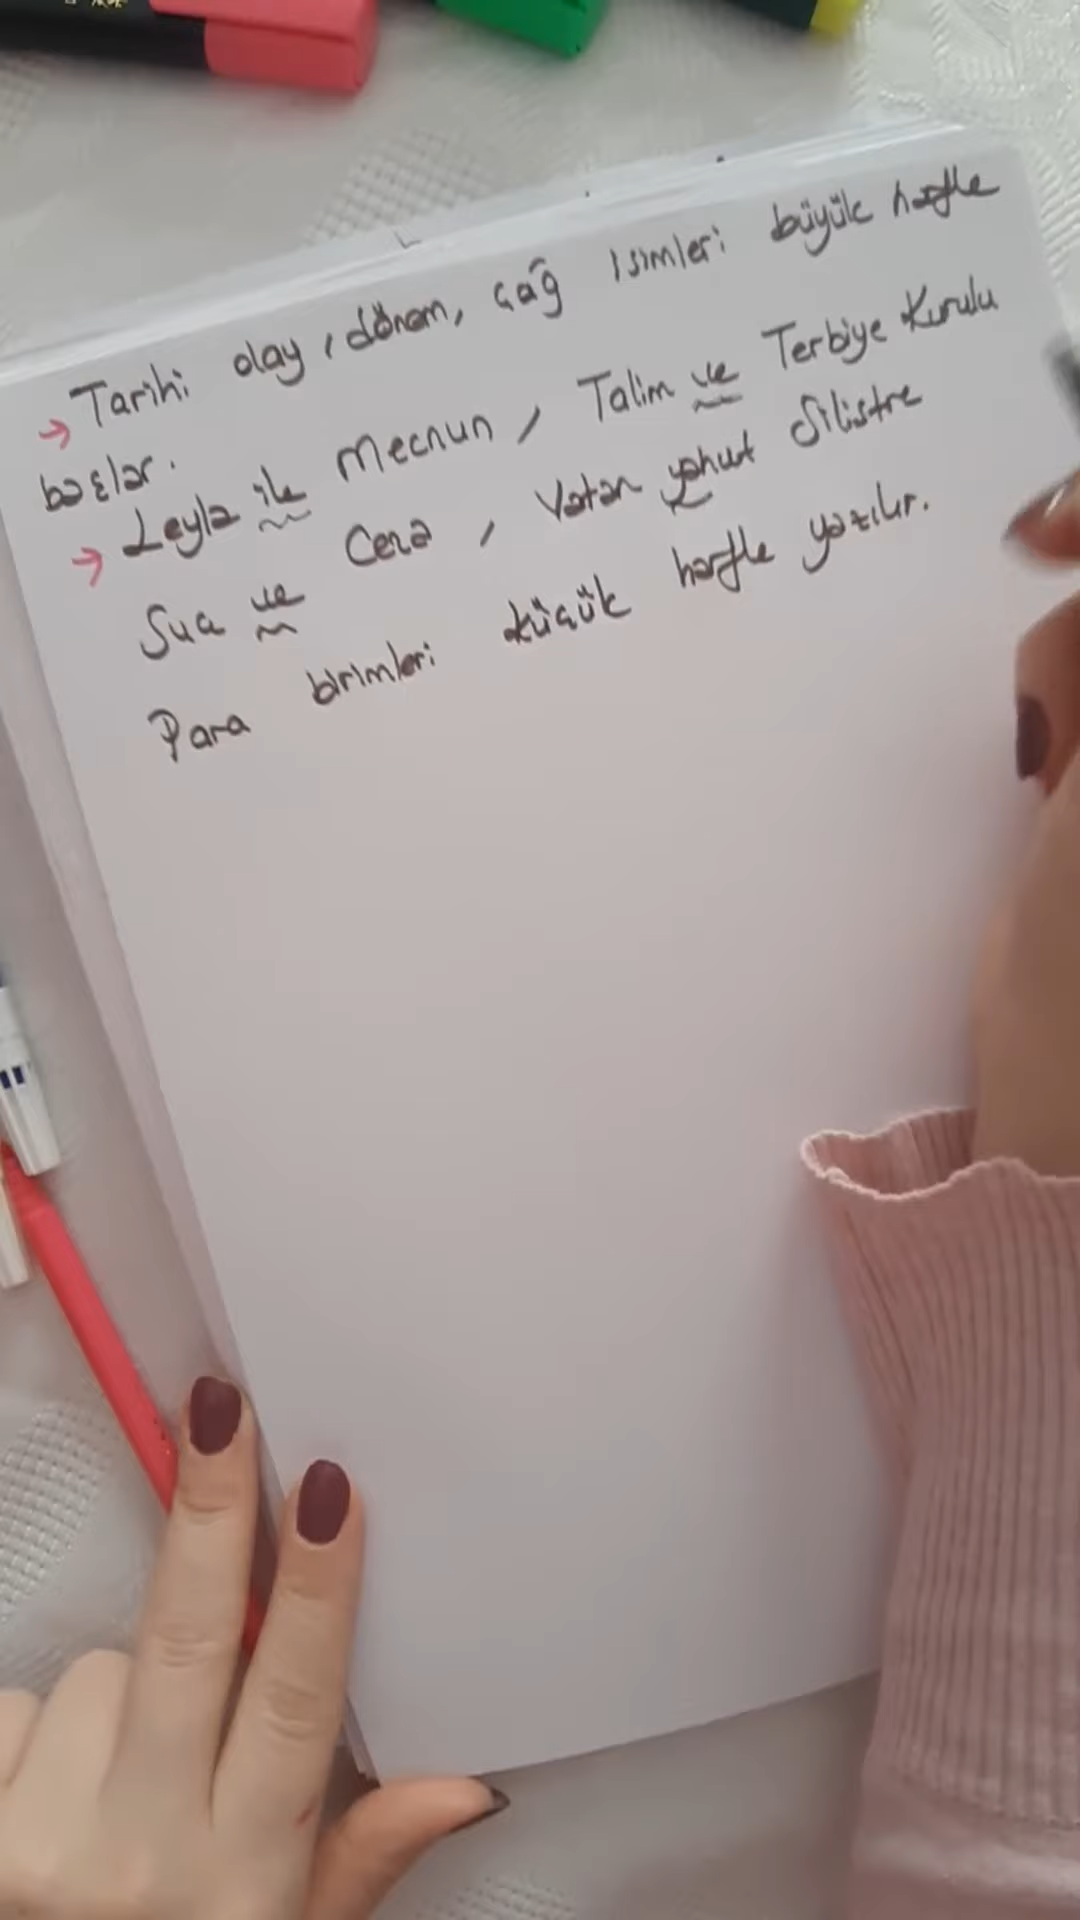 → Tarihi olay, dönem, çağ isimleri büyük harfle
başlar.
→ Leyla ile Mecnun, Talim ve Terbiye Kurulu
Sua ve Ceza, Vatan yahut Silistre
Para birimleri küçük harfle yazılır.